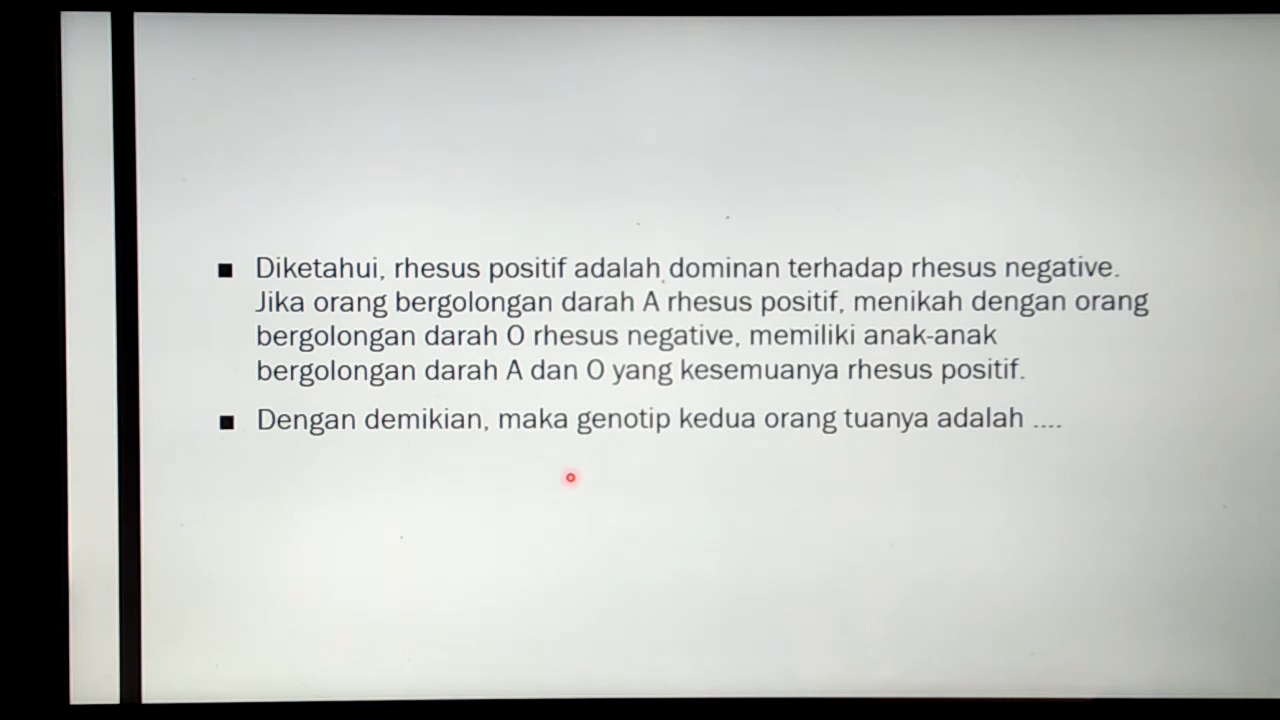 Diketahui, rhesus positif adalah dominan terhadap rhesus negative.
Jika orang bergolongan darah A rhesus positif, menikah dengan orang
bergolongan darah O rhesus negative, memiliki anak-anak
bergolongan darah A dan O yang kesemuanya rhesus positif.
Dengan demikian, maka genotip kedua orang tuanya adalah ....